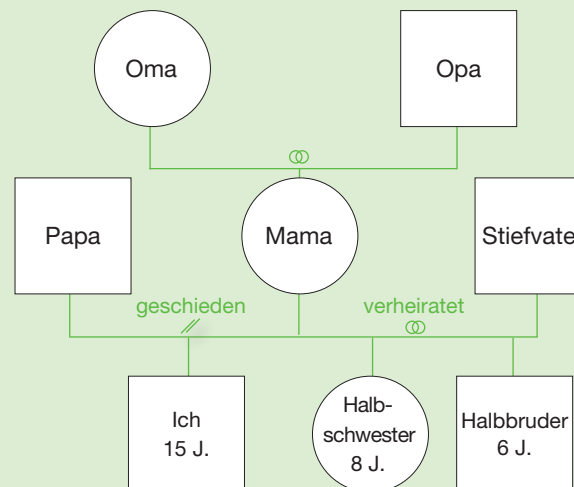 Oma
Opa
Papa
Mama
Stiefvate
geschieden
verheiratet
Ich
15 J.
Halb-
schwester
8 J.
Halbbruder
6 J.